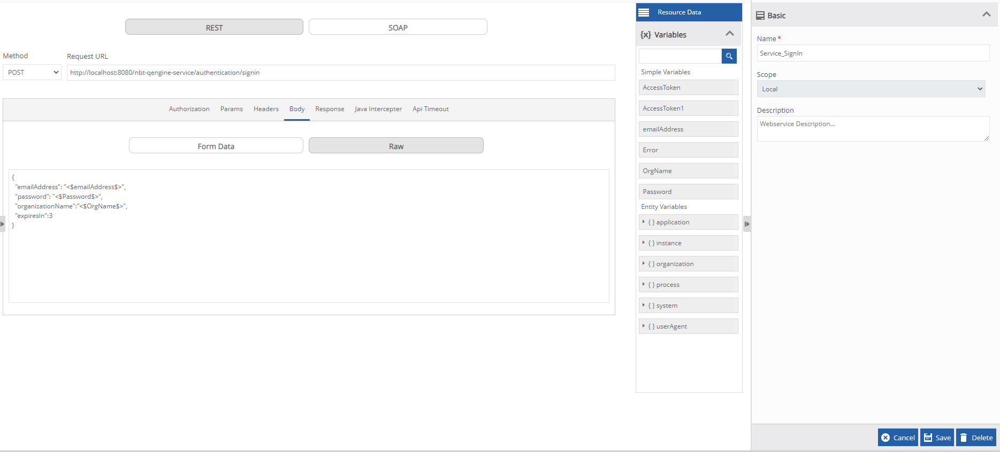 REST
SOAP
Method
Request URL
POST
http://localhost:8080/nbt-qengine-service/authentication/signin
Authorization Params Headers Body Response Java Intercepter Api Timeout
Form Data
Raw
{
"emailAddress": "<$emailAddress$>",
"password": "<$Password$>",
"organizationName":"<$OrgName$>",
"expiresIn":3
}
Resource Data
{x} Variables
Simple Variables
AccessToken
AccessToken1
emailAddress
Error
OrgName
Password
Entity Variables
{ } application
{ } instance
{ } organization
{ } process
{ } system
{ } userAgent
Basic
Name *
Service_SignIn
Scope
Local
Description
Webservice Description...
Cancel
Save
Delete